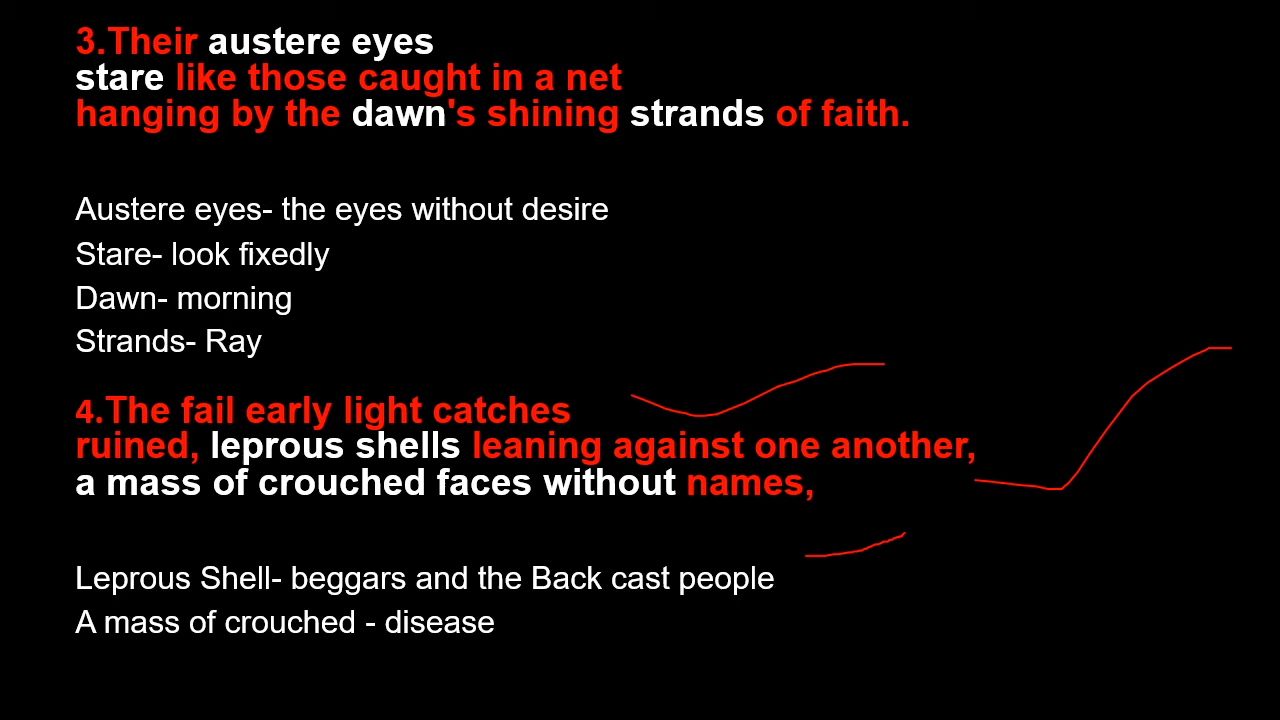 3.Their austere eyes
stare like those caught in a net
hanging by the dawn's shining strands of faith.
Austere eyes- the eyes without desire
Stare- look fixedly
Dawn- morning
Strands- Ray
4.The fail early light catches
ruined, leprous shells leaning against one another,
a mass of crouched faces without names,
Leprous Shell- beggars and the Back cast people
A mass of crouched - disease